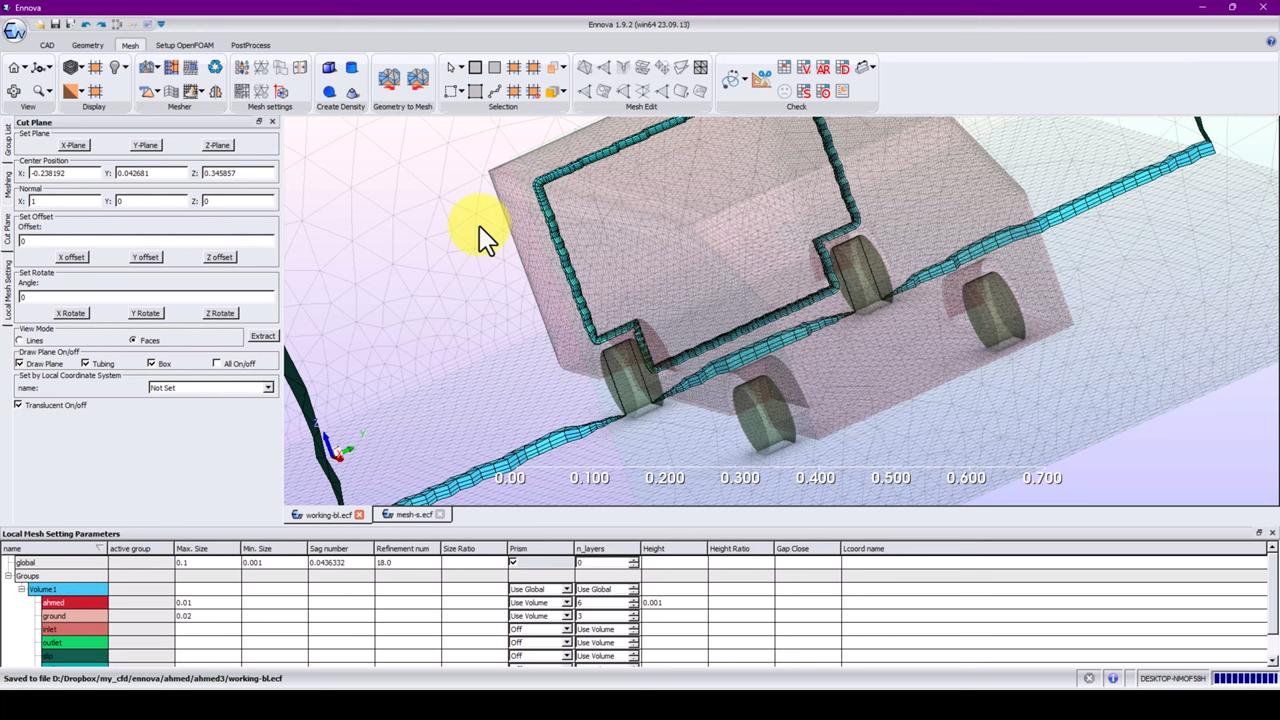 Ennova
Ennova 1.9.2 (win64 23.09.13)
CAD Geometry Mesh Setup OpenFOAM PostProcess
View Display Mesher Mesh settings Create Density Geometry to Mesh Selection Mesh Edit Check
Cut Plane
Set Plane
X-Plane Y-Plane Z-Plane
Center Position
X: -0.238192 Y: 0.042681 Z: 0.345857
Normal
X: 1 Y: 0 Z: 0
Set Offset
Offset:
0
X offset Y offset Z offset
Set Rotate
Angle:
0
X Rotate Y Rotate Z Rotate
View Mode
Lines Faces Extract
Draw Plane On/off
Draw Plane Tubing Box All On/off
Set by Local Coordinate System
name: Not Set
Translucent On/off
Group List
Meshing
Cut Plane
Local Mesh Setting
Z Y
0.00 0.100 0.200 0.300 0.400 0.500 0.600 0.700
working-bl.ecf mesh-s.ecf
Local Mesh Setting Parameters
name active group Max. Size Min. Size Sag number Refinement num Size Ratio Prism n_layers Height Height Ratio Gap Close Lcoord name
global 0.1 0.001 0.0436332 18.0 0
Groups
Volume1 Use Global Use Global
ahmed 0.01 Use Volume 6 0.001
ground 0.02 Use Volume 3
inlet Off Use Volume
outlet Off Use Volume
slip Off Use Volume
Saved to file D:/Dropbox/my_cfd/ennova/ahmed/ahmed3/working-bl.ecf DESKTOP-NMOF58H